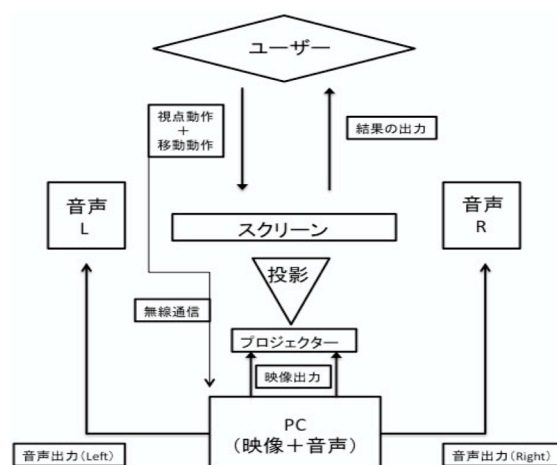 ユーザー
視点動作
+
移動動作
結果の出力
音声
L
音声
R
スクリーン
投影
無線通信
プロジェクター
映像出力
PC
(映像+音声)
音声出力(Left)
音声出力(Right)